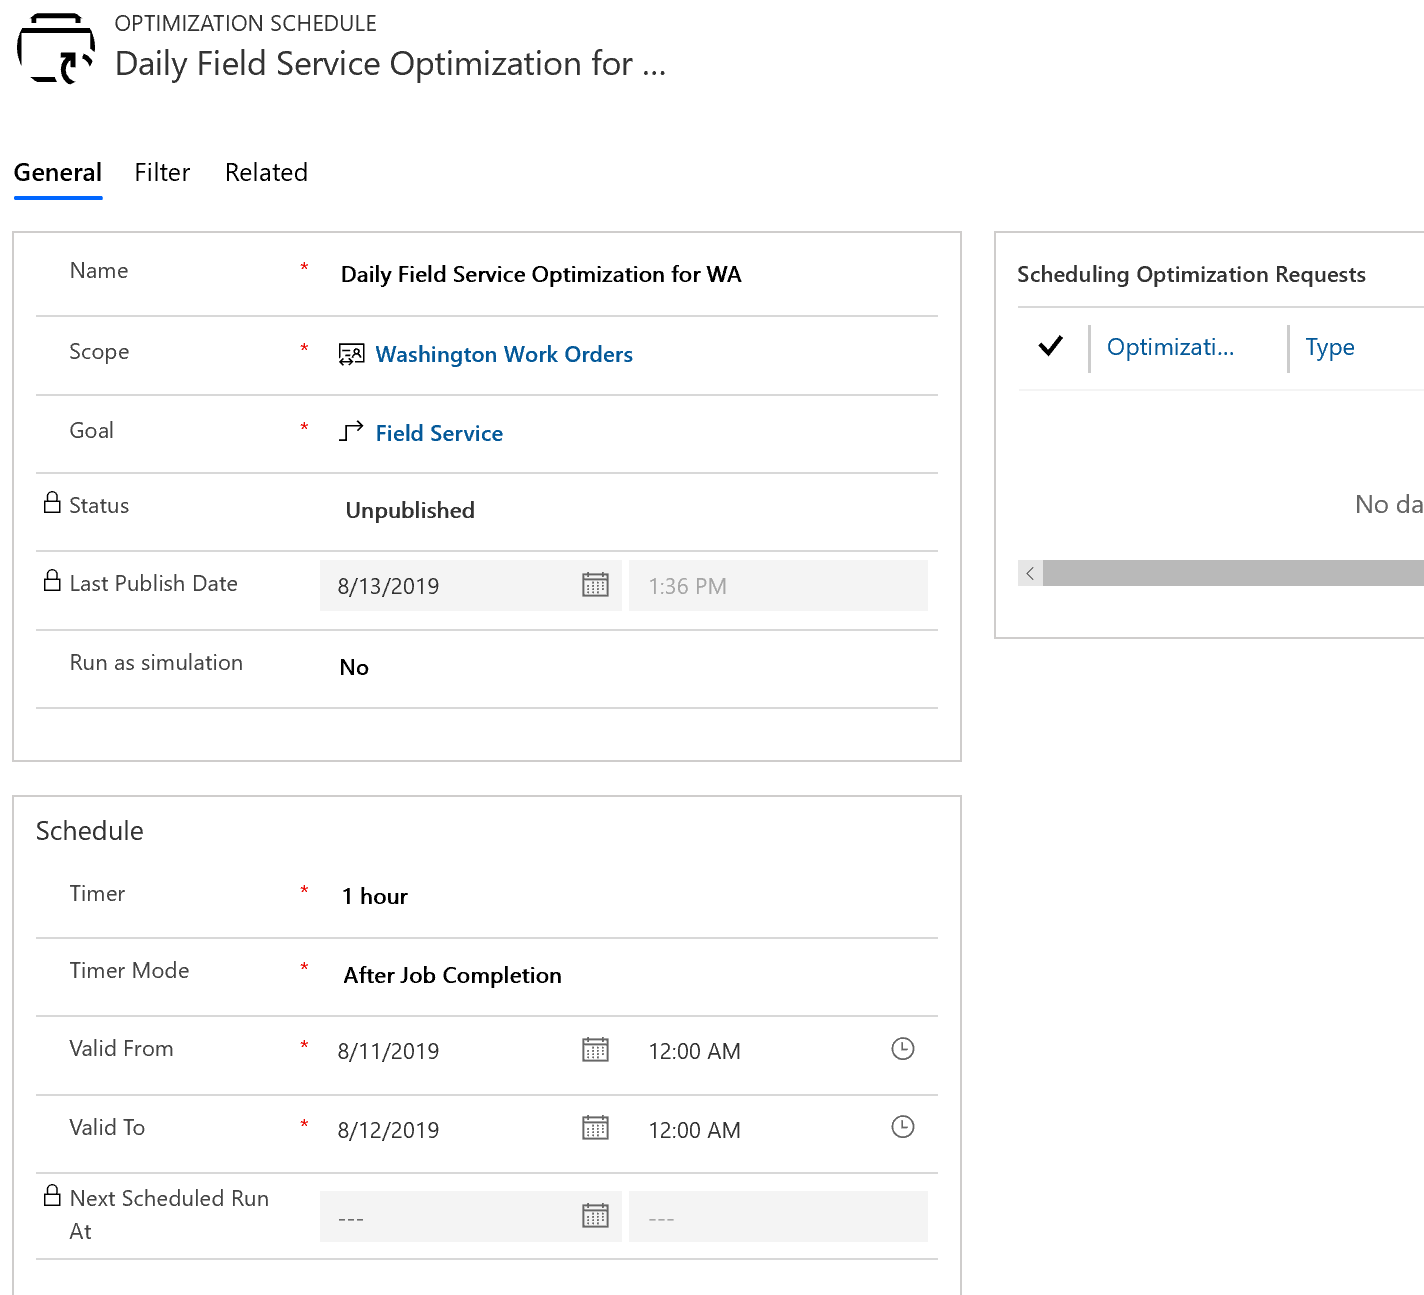 OPTIMIZATION SCHEDULE
Daily Field Service Optimization for ...
General Filter Related
Name * Daily Field Service Optimization for WA
Scope * Washington Work Orders
Goal * Field Service
Status Unpublished
Last Publish Date 8/13/2019 1:36 PM
Run as simulation No
Scheduling Optimization Requests
Optimizati... Type
No da
Schedule
Timer * 1 hour
Timer Mode * After Job Completion
Valid From * 8/11/2019 12:00 AM
Valid To * 8/12/2019 12:00 AM
Next Scheduled Run
At
--- ---